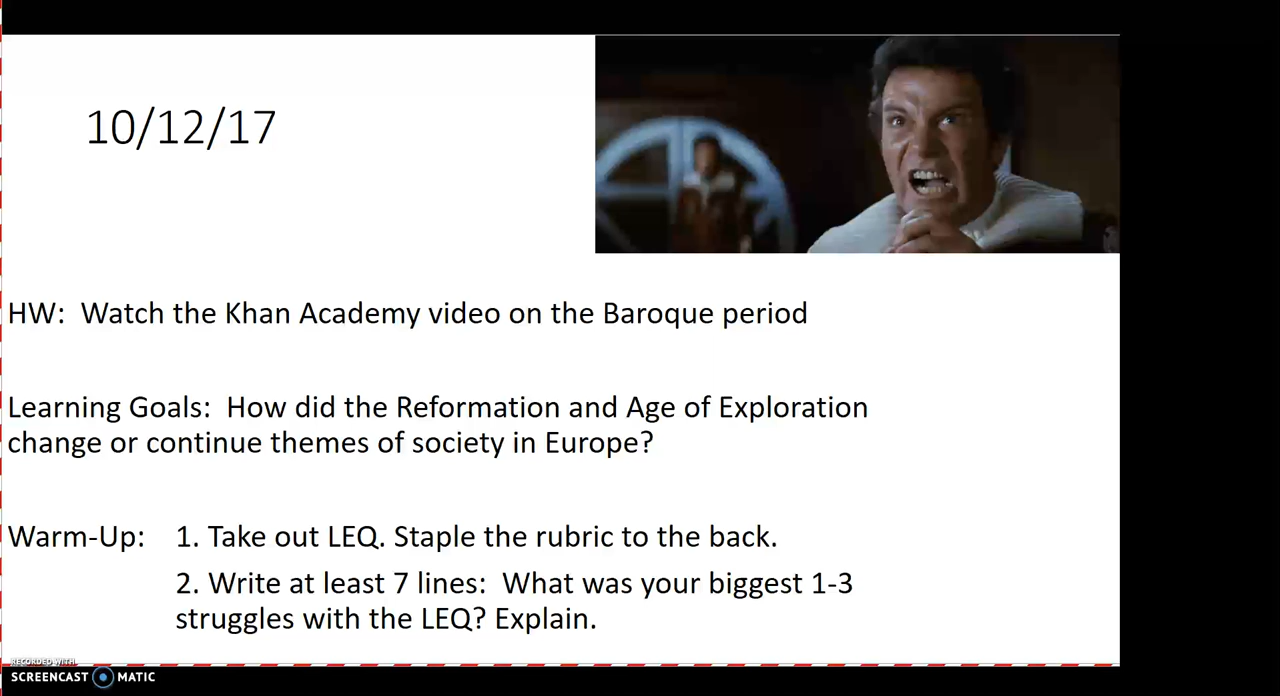 10/12/17
HW:  Watch the Khan Academy video on the Baroque period
Learning Goals:  How did the Reformation and Age of Exploration
change or continue themes of society in Europe?
Warm-Up:    1. Take out LEQ. Staple the rubric to the back.
2. Write at least 7 lines:  What was your biggest 1-3
struggles with the LEQ? Explain.
RECORDED WITH
SCREENCAST MATIC